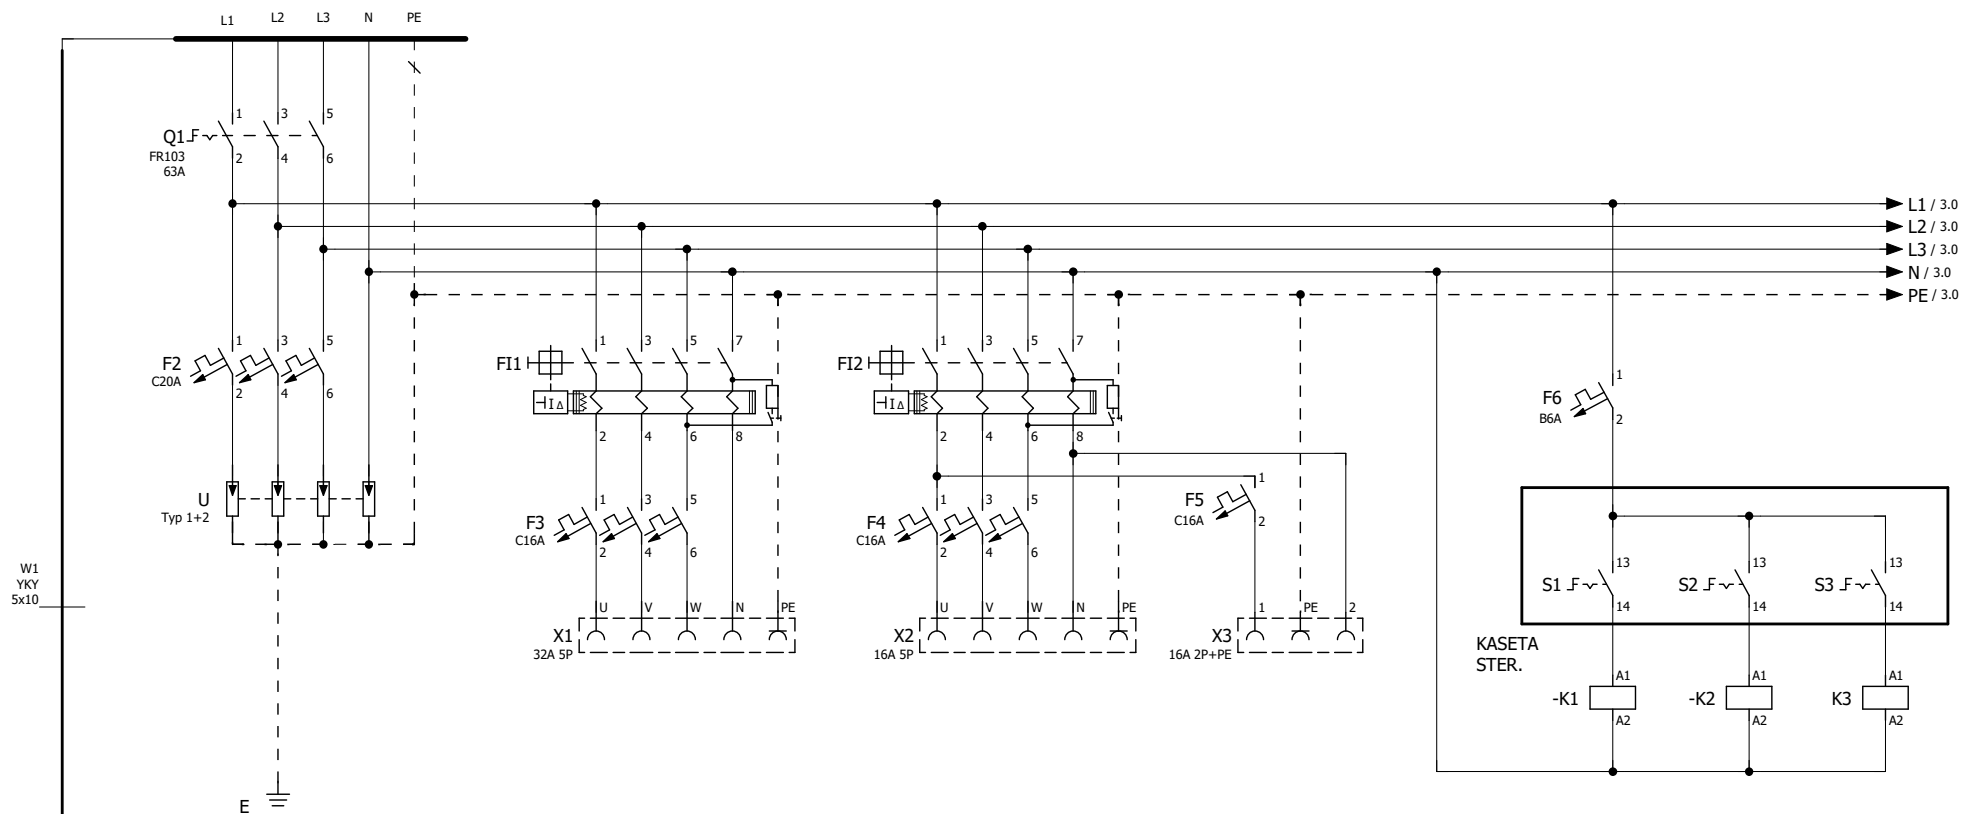 L1 L2 L3 N PE
1 3 5
Q1
FR103
63A
2 4 6
L1 / 3.0
L2 / 3.0
L3 / 3.0
N / 3.0
PE / 3.0
1 3 5
F2
C20A
2 4 6
1 3 5 7
FI1
I Δ
2 4 6 8
1 3 5 7
FI2
I Δ
2 4 6 8
1
F6
B6A
2
U
Typ 1+2
1 3 5
F3
C16A
2 4 6
1 3 5
F4
C16A
2 4 6
1
F5
C16A
2
W1
YKY
5x10
U V W N PE
X1
32A 5P
U V W N PE
X2
16A 5P
1 PE 2
X3
16A 2P+PE
13 13 13
S1 S2 S3
14 14 14
KASETA
STER.
A1 A1 A1
-K1 -K2 K3
A2 A2 A2
E